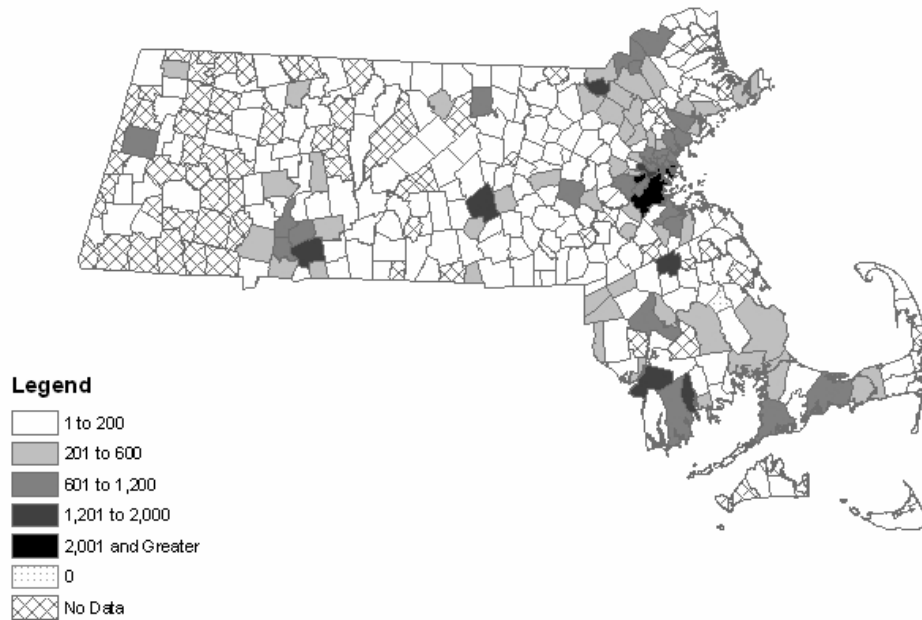 Legend
1 to 200
201 to 600
601 to 1,200
1,201 to 2,000
2,001 and Greater
0
No Data